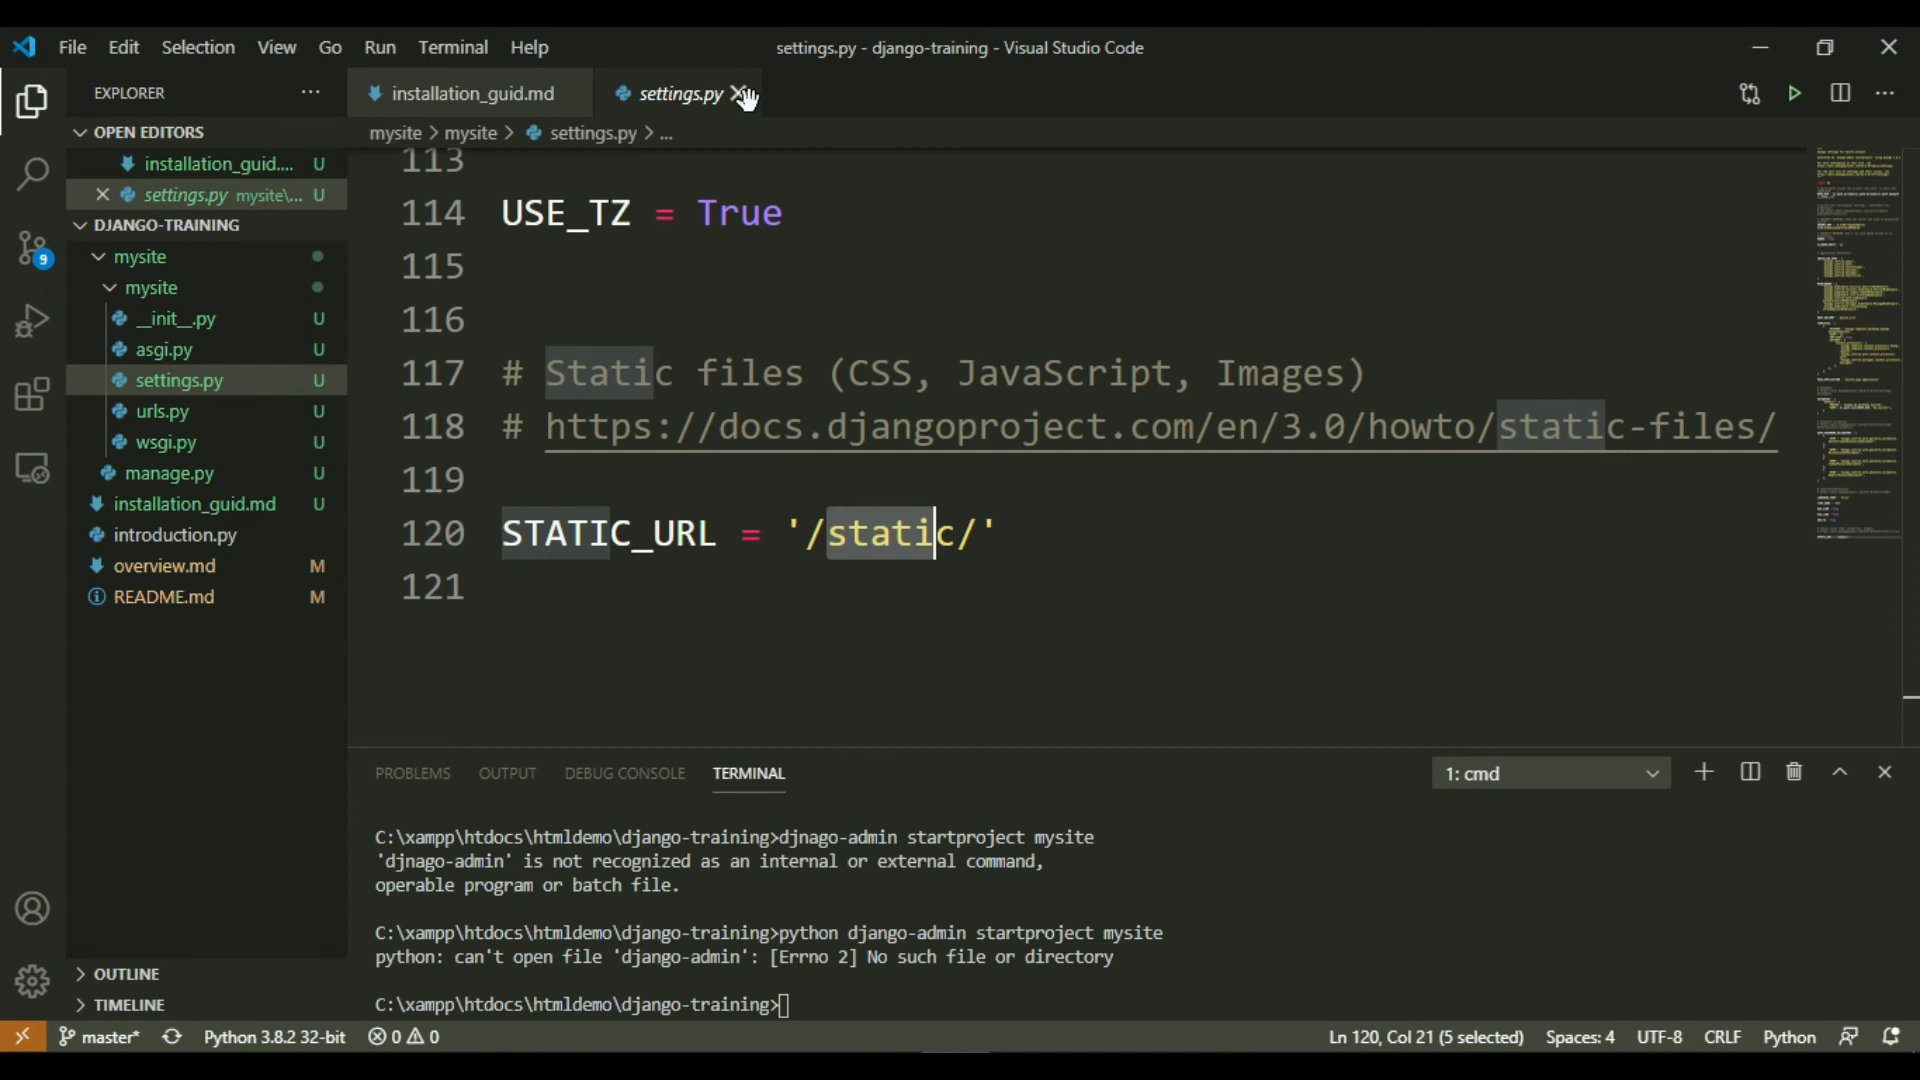 File Edit Selection View Go Run Terminal Help
settings.py - django-training - Visual Studio Code
EXPLORER
installation_guid.md
settings.py
OPEN EDITORS
installation_guid.... U
settings.py mysite\... U
DJANGO-TRAINING
mysite
mysite
__init__.py U
asgi.py U
settings.py U
urls.py U
wsgi.py U
manage.py U
installation_guid.md U
introduction.py
overview.md M
README.md M
OUTLINE
TIMELINE
9
mysite > mysite > settings.py > ...
113
114 USE_TZ = True
115
116
117 # Static files (CSS, JavaScript, Images)
118 # https://docs.djangoproject.com/en/3.0/howto/static-files/
119
120 STATIC_URL = '/static/'
121
PROBLEMS OUTPUT DEBUG CONSOLE TERMINAL
1: cmd
C:\xampp\htdocs\htmldemo\django-training>djnago-admin startproject mysite
'djnago-admin' is not recognized as an internal or external command,
operable program or batch file.
C:\xampp\htdocs\htmldemo\django-training>python django-admin startproject mysite
python: can't open file 'django-admin': [Errno 2] No such file or directory
C:\xampp\htdocs\htmldemo\django-training>
master* Python 3.8.2 32-bit 0 0
Ln 120, Col 21 (5 selected) Spaces: 4 UTF-8 CRLF Python